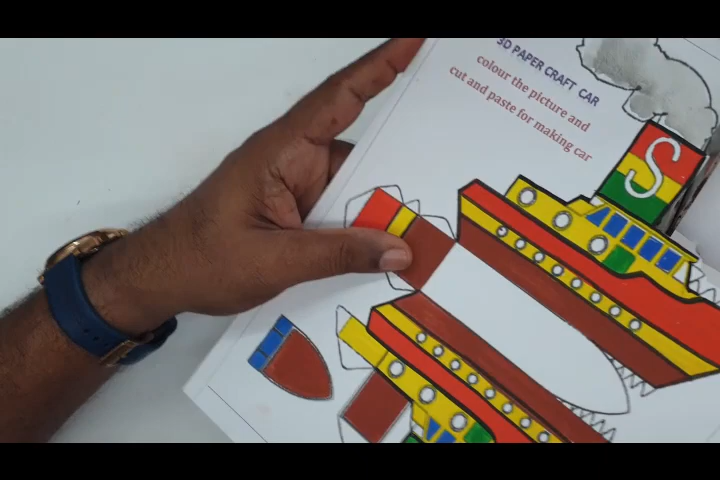 3D PAPER CRAFT CAR
colour the picture and
cut and paste for making car
S